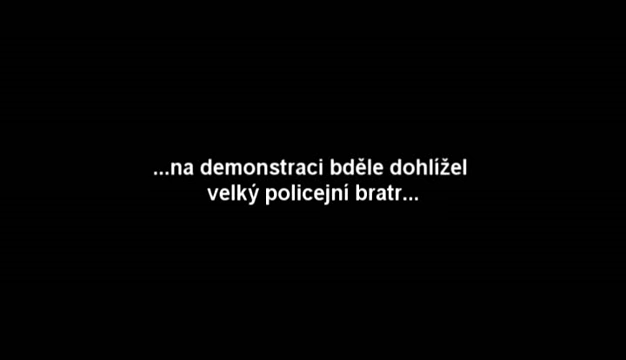 ...na demonstraci bděle dohlížel
velký policejní bratr...